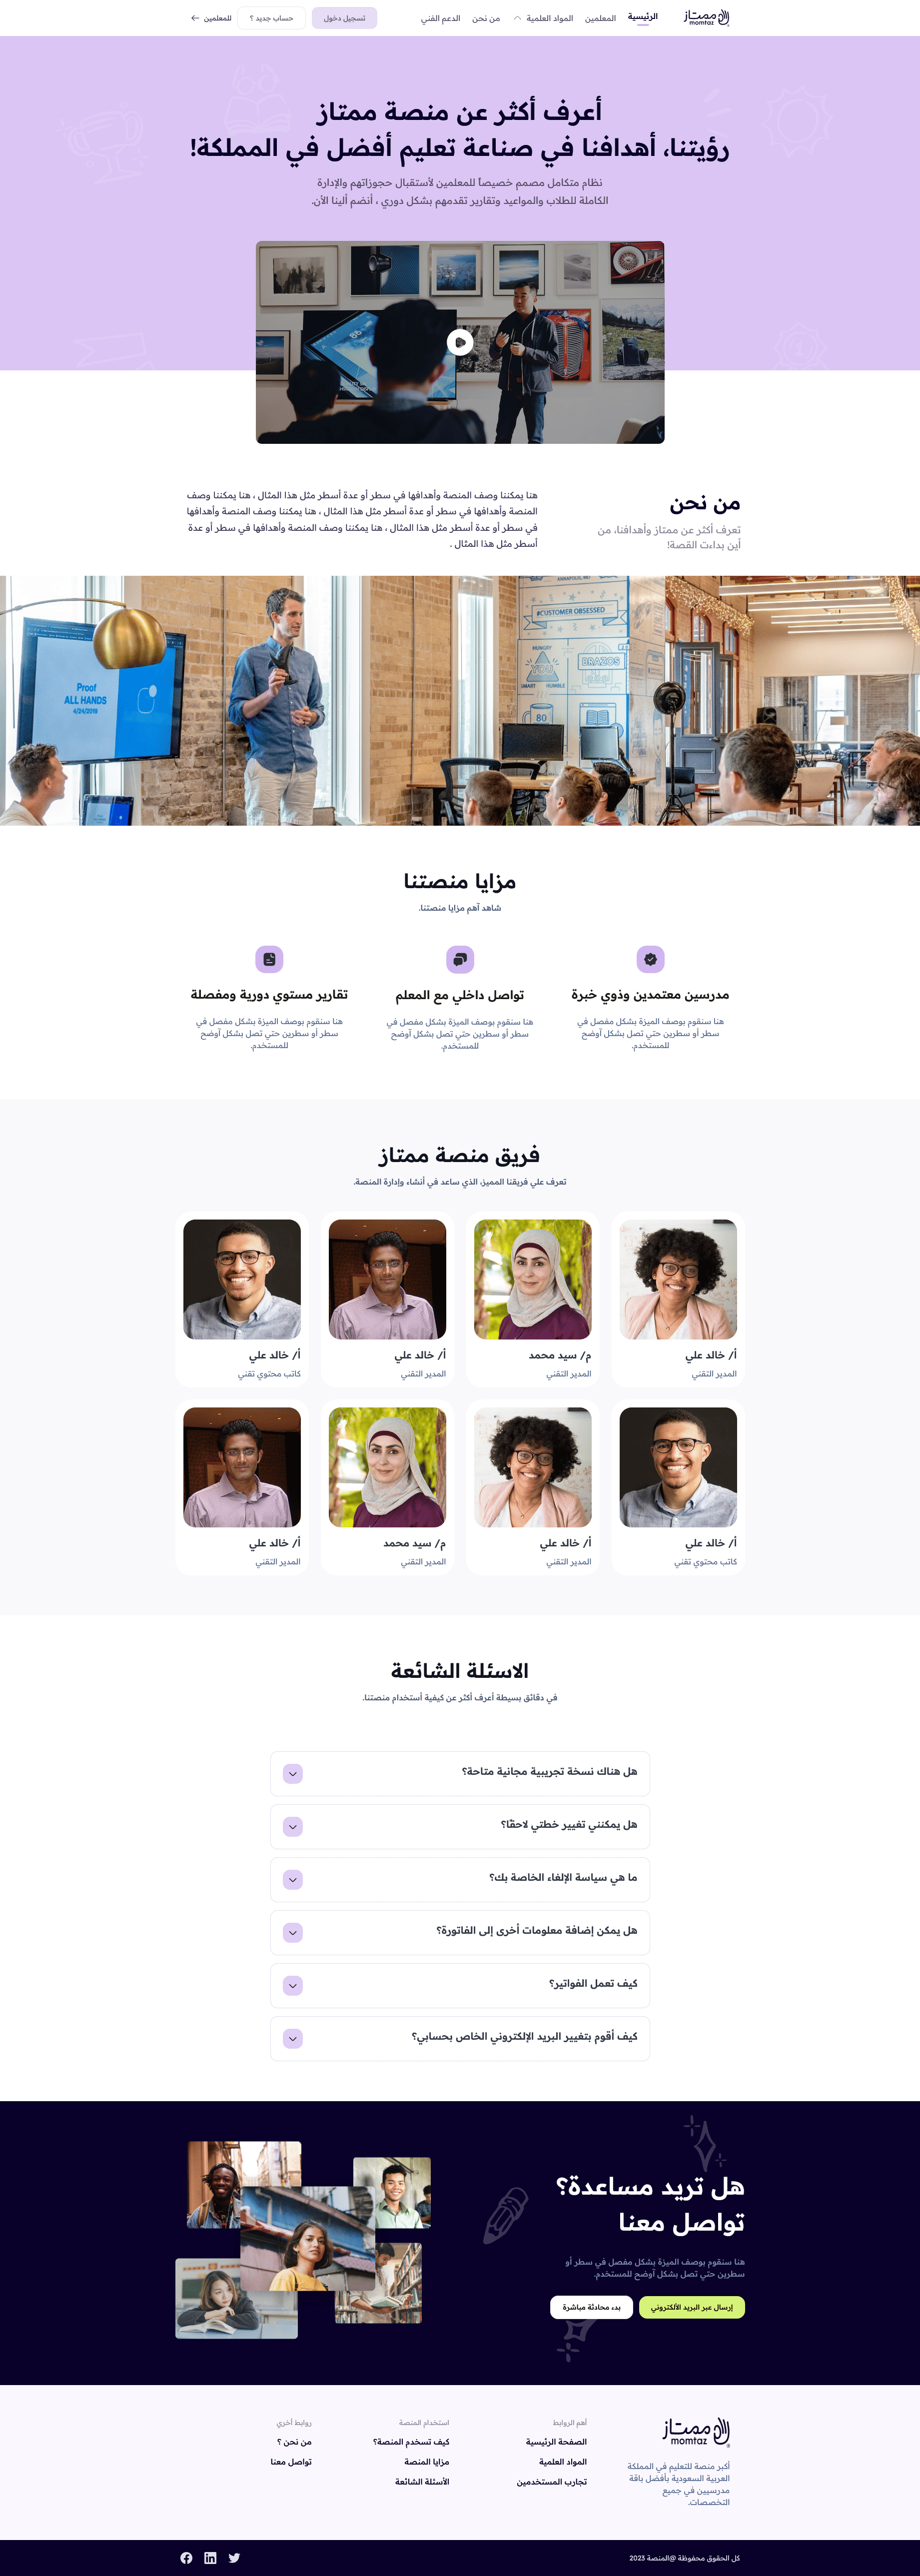 ممتاز
momtaz
الرئيسية
المعلمين
المواد العلمية
من نحن
الدعم الفني
تسجيل دخول
حساب جديد ؟
للمعلمين
أعرف أكثر عن منصة ممتاز
رؤيتنا، أهدافنا في صناعة تعليم أفضل في المملكة!
نظام متكامل مصمم خصيصاً للمعلمين لأستقبال حجوزاتهم والإدارة
الكاملة للطلاب والمواعيد وتقارير تقدمهم بشكل دوري ، أنضم ألينا الأن.
من نحن
تعرف أكثر عن ممتاز وأهدافنا، من
أين بداءت القصة!
هنا يمكننا وصف المنصة وأهدافها في سطر أو عدة أسطر مثل هذا المثال ، هنا يمكننا وصف
المنصة وأهدافها في سطر أو عدة أسطر مثل هذا المثال ، هنا يمكننا وصف المنصة وأهدافها
في سطر أو عدة أسطر مثل هذا المثال ، هنا يمكننا وصف المنصة وأهدافها في سطر أو عدة
أسطر مثل هذا المثال .
Proof
ALL HANDS
4/24/2019
ANNAPOLIS, MD
#CUSTOMER OBSESSED
HUNGRY
YOU
HUMBLE
SMART
BRAZOS
80
مزايا منصتنا
شاهد آهم مزايا منصتنا.
مدرسين معتمدين وذوي خبرة
هنا سنقوم بوصف الميزة بشكل مفصل في
سطر أو سطرين حتي تصل بشكل أوضح
للمستخدم.
تواصل داخلي مع المعلم
هنا سنقوم بوصف الميزة بشكل مفصل في
سطر أو سطرين حتي تصل بشكل أوضح
للمستخدم.
تقارير مستوي دورية ومفصلة
هنا سنقوم بوصف الميزة بشكل مفصل في
سطر أو سطرين حتي تصل بشكل أوضح
للمستخدم.
فريق منصة ممتاز
تعرف علي فريقنا المميز، الذي ساعد في أنشاء وإدارة المنصة.
أ/ خالد علي
المدير التقني
م/ سيد محمد
المدير التقني
أ/ خالد علي
المدير التقني
أ/ خالد علي
كاتب محتوي تقني
أ/ خالد علي
كاتب محتوي تقني
أ/ خالد علي
المدير التقني
م/ سيد محمد
المدير التقني
أ/ خالد علي
المدير التقني
الاسئلة الشائعة
في دقائق بسيطة أعرف أكثر عن كيفية أستخدام منصتنا.
هل هناك نسخة تجريبية مجانية متاحة؟
هل يمكنني تغيير خطتي لاحقًا؟
ما هي سياسة الإلغاء الخاصة بك؟
هل يمكن إضافة معلومات أخرى إلى الفاتورة؟
كيف تعمل الفواتير؟
كيف أقوم بتغيير البريد الإلكتروني الخاص بحسابي؟
هل تريد مساعدة؟
تواصل معنا
هنا سنقوم بوصف الميزة بشكل مفصل في سطر أو
سطرين حتي تصل بشكل أوضح للمستخدم.
إرسال عبر البريد الألكتروني
بدء محادثة مباشرة
ممتاز
momtaz
أكبر منصة للتعليم في المملكة
العربية السعودية بأفضل باقة
مدرسيين في جميع
التخصصات.
أهم الروابط
الصفحة الرئيسية
المواد العلمية
تجارب المستخدمين
استخدام المنصة
كيف تسخدم المنصة؟
مزايا المنصة
الأسئلة الشائعة
روابط أخري
من نحن ؟
تواصل معنا
كل الحقوق محفوظة @المنصة 2023